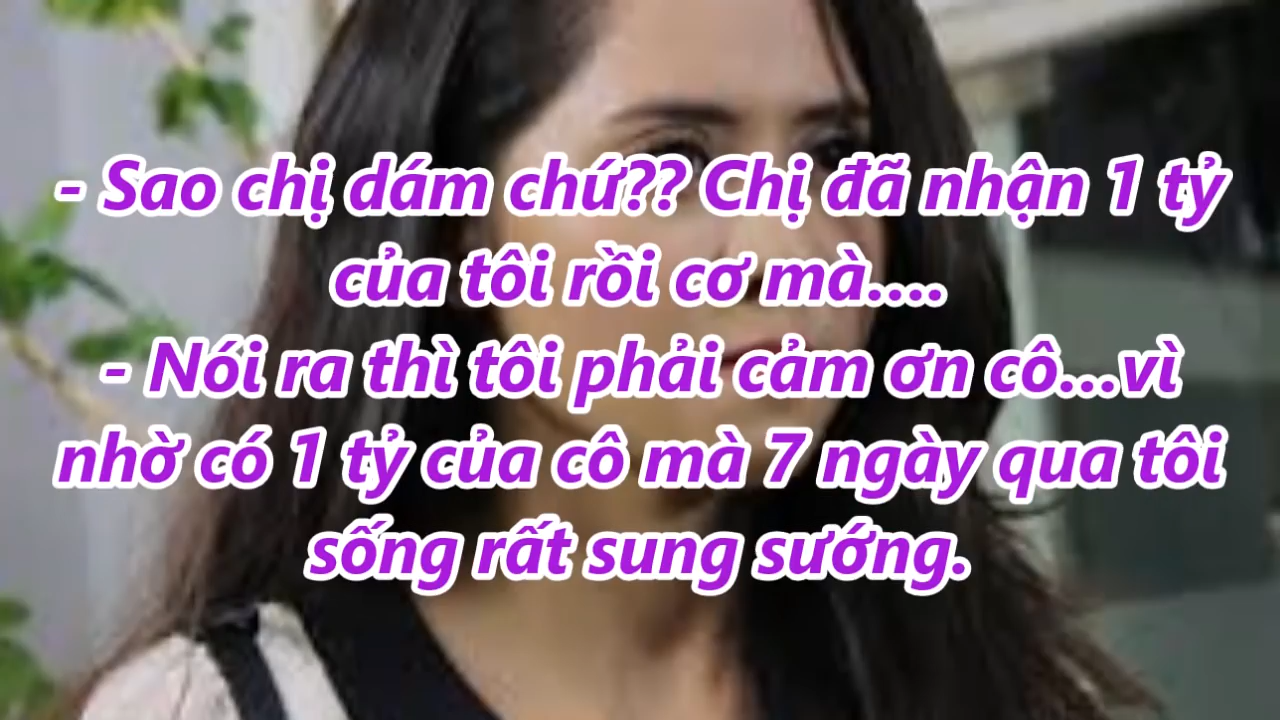 - Sao chị dám chứ?? Chị đã nhận 1 tỷ
của tôi rồi cơ mà....
- Nói ra thì tôi phải cảm ơn cô...vì
nhờ có 1 tỷ của cô mà 7 ngày qua tôi
sống rất sung sướng.